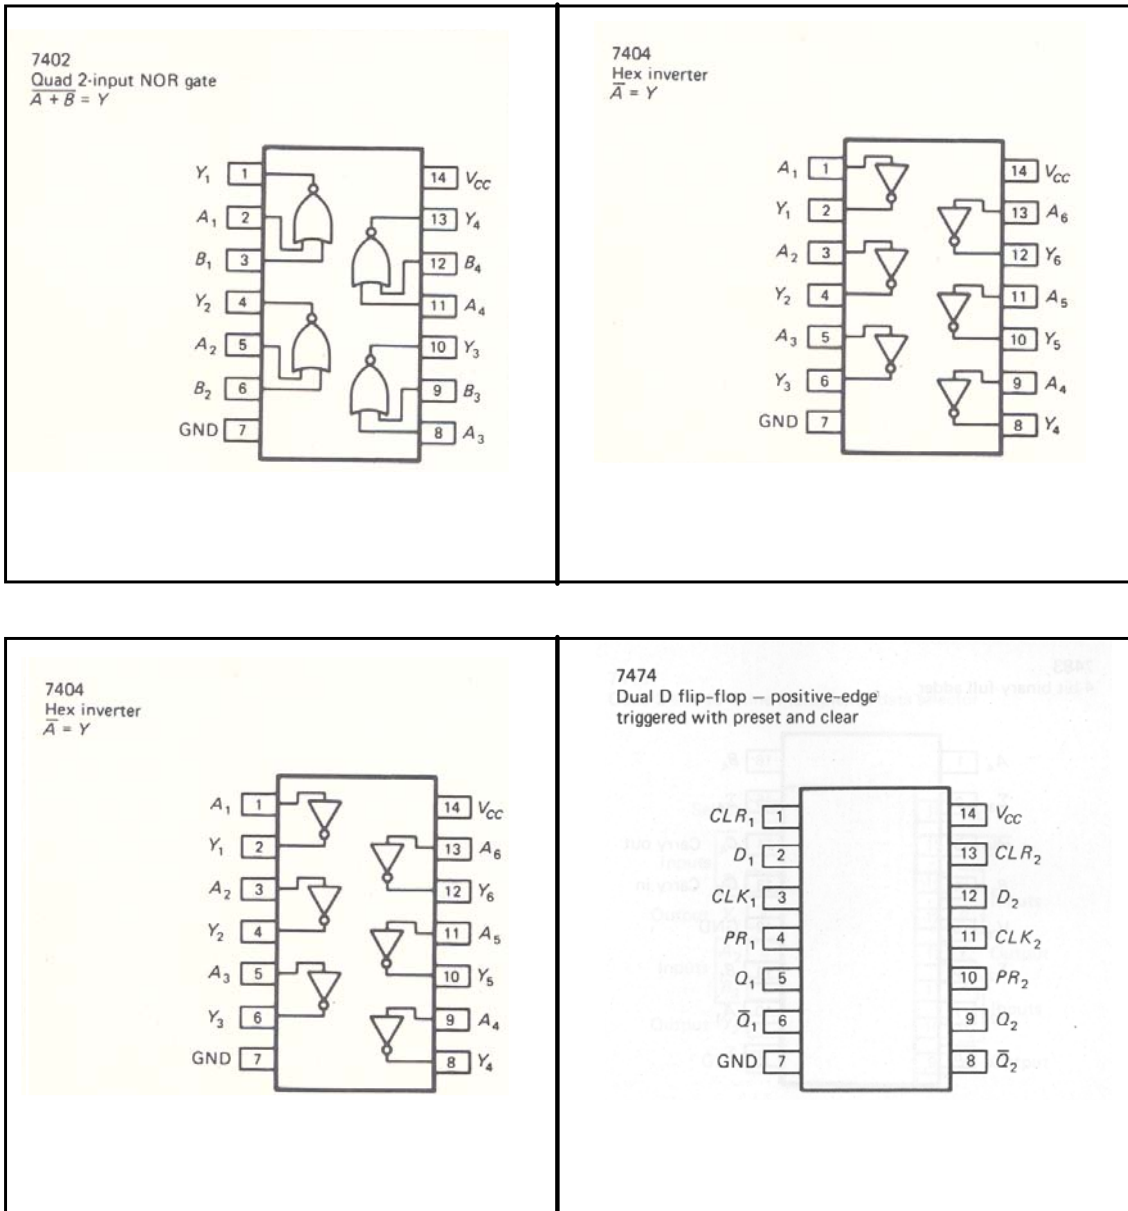 7402
Quad 2-input NOR gate
A + B = Y
Y1 1
A1 2
B1 3
Y2 4
A2 5
B2 6
GND 7
14 VCC
13 Y4
12 B4
11 A4
10 Y3
9 B3
8 A3
7404
Hex inverter
A̅ = Y
A1 1
Y1 2
A2 3
Y2 4
A3 5
Y3 6
GND 7
14 VCC
13 A6
12 Y6
11 A5
10 Y5
9 A4
8 Y4
7404
Hex inverter
A̅ = Y
A1 1
Y1 2
A2 3
Y2 4
A3 5
Y3 6
GND 7
14 VCC
13 A6
12 Y6
11 A5
10 Y5
9 A4
8 Y4
7474
Dual D flip-flop — positive-edge
triggered with preset and clear
CLR1 1
D1 2
CLK1 3
PR1 4
Q1 5
Q̅1 6
GND 7
14 VCC
13 CLR2
12 D2
11 CLK2
10 PR2
9 Q2
8 Q̅2